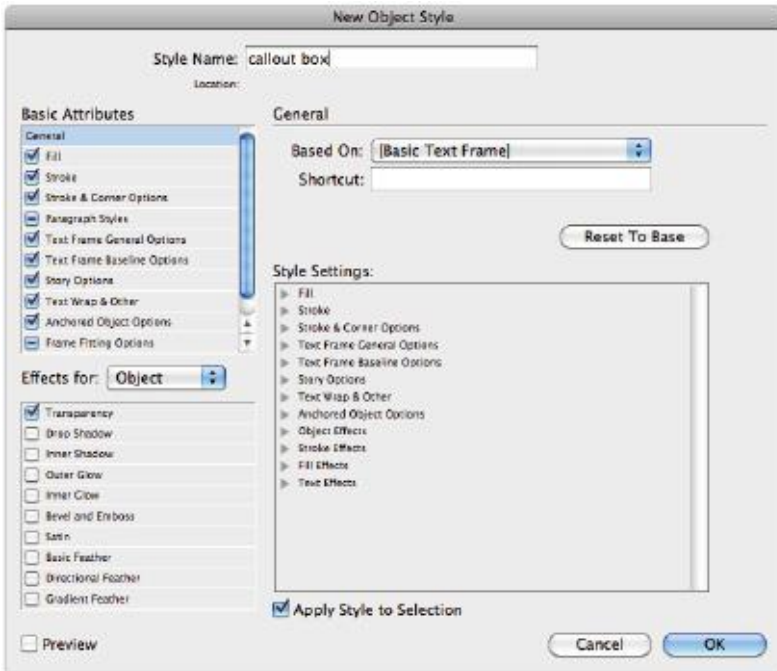 New Object Style
Style Name: callout box
Location:
Basic Attributes
General
Fill
Stroke
Stroke & Corner Options
Paragraph Styles
Text Frame General Options
Text Frame Baseline Options
Story Options
Text Wrap & Other
Anchored Object Options
Frame Fitting Options
Effects for: Object
Transparency
Drop Shadow
Inner Shadow
Outer Glow
Inner Glow
Bevel and Emboss
Satin
Basic Feather
Directional Feather
Gradient Feather
Preview
General
Based On: [Basic Text Frame]
Shortcut:
Reset To Base
Style Settings:
Fill
Stroke
Stroke & Corner Options
Text Frame General Options
Text Frame Baseline Options
Story Options
Text Wrap & Other
Anchored Object Options
Object Effects
Stroke Effects
Fill Effects
Text Effects
Apply Style to Selection
Cancel
OK